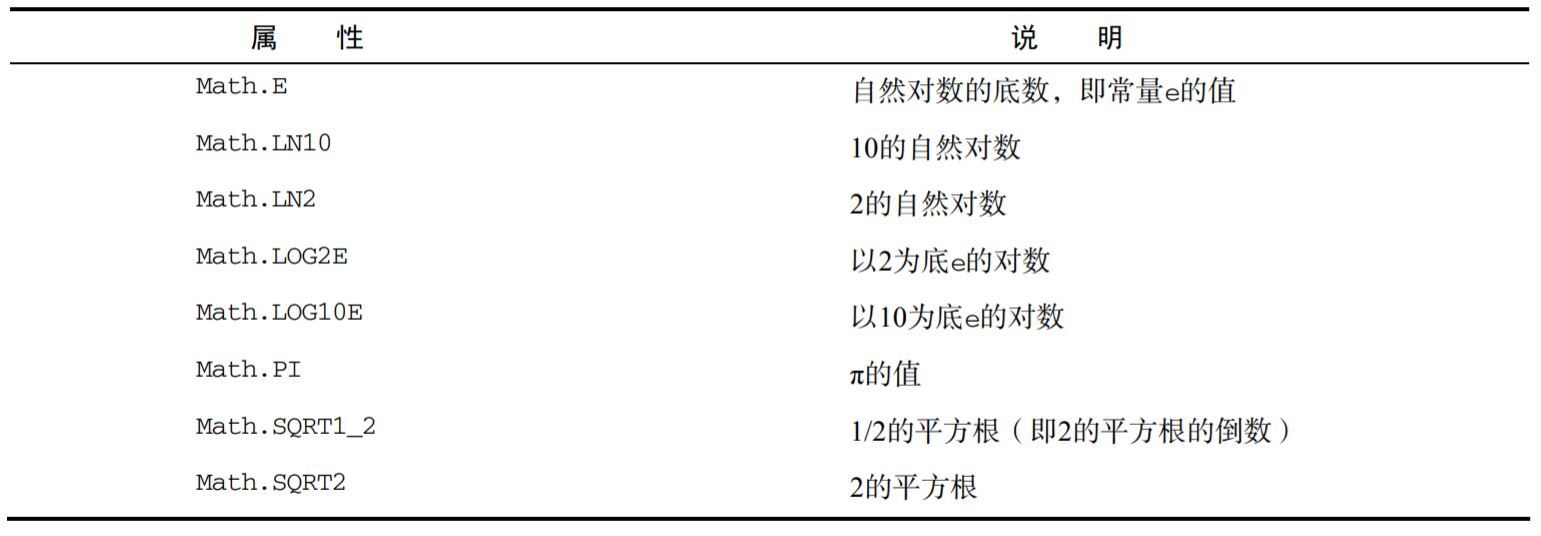 属 性 说 明
Math.E 自然对数的底数，即常量e的值
Math.LN10 10的自然对数
Math.LN2 2的自然对数
Math.LOG2E 以2为底e的对数
Math.LOG10E 以10为底e的对数
Math.PI π的值
Math.SQRT1_2 1/2的平方根（即2的平方根的倒数）
Math.SQRT2 2的平方根